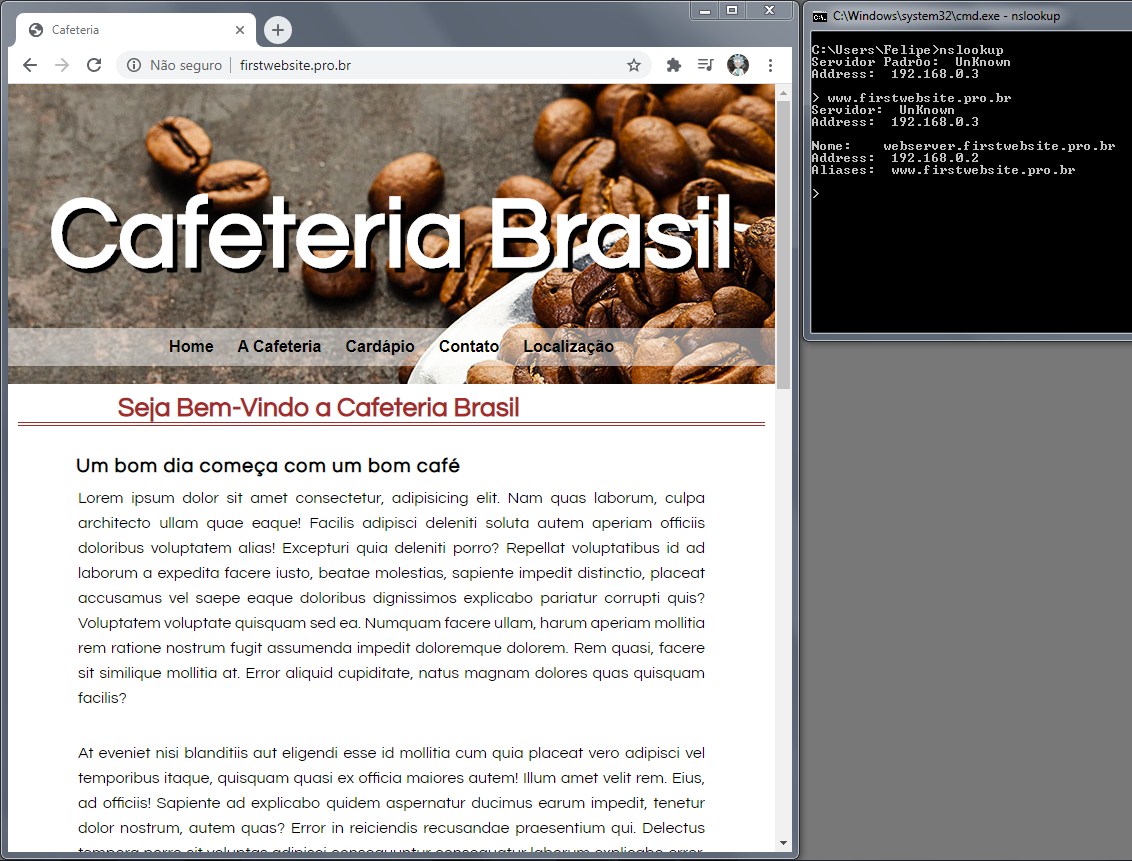 Cafeteria
Não seguro
firstwebsite.pro.br
Cafeteria Brasil
Home A Cafeteria Cardápio Contato Localização
Seja Bem-Vindo a Cafeteria Brasil
Um bom dia começa com um bom café
Lorem ipsum dolor sit amet consectetur, adipisicing elit. Nam quas laborum, culpa
architecto ullam quae eaque! Facilis adipisci deleniti soluta autem aperiam officiis
doloribus voluptatem alias! Excepturi quia deleniti porro? Repellat voluptatibus id ad
laborum a expedita facere iusto, beatae molestias, sapiente impedit distinctio, placeat
accusamus vel saepe eaque doloribus dignissimos explicabo pariatur corrupti quis?
Voluptatem voluptate quisquam sed ea. Numquam facere ullam, harum aperiam mollitia
rem ratione nostrum fugit assumenda impedit doloremque dolorem. Rem quasi, facere
sit similique mollitia at. Error aliquid cupiditate, natus magnam dolores quas quisquam
facilis?
At eveniet nisi blanditiis aut eligendi esse id mollitia cum quia placeat vero adipisci vel
temporibus itaque, quisquam quasi ex officia maiores autem! Illum amet velit rem. Eius,
ad officiis! Sapiente ad explicabo quidem aspernatur ducimus earum impedit, tenetur
dolor nostrum, autem quas? Error in reiciendis recusandae praesentium qui. Delectus
tempora porro sit voluptas adipisci consequuntur consequatur laborum explicabo error
C:\Windows\system32\cmd.exe - nslookup
C:\Users\Felipe>nslookup
Servidor Padrão: UnKnown
Address: 192.168.0.3
> www.firstwebsite.pro.br
Servidor: UnKnown
Address: 192.168.0.3
Nome: webserver.firstwebsite.pro.br
Address: 192.168.0.2
Aliases: www.firstwebsite.pro.br
>